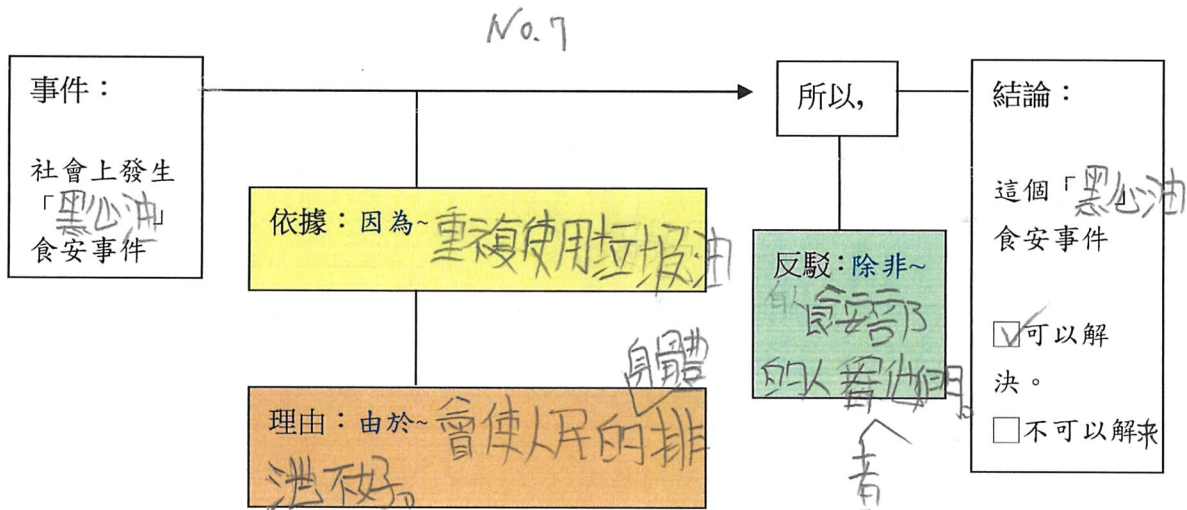 No.7
事件：
社會上發生
「黑心油」
食安事件
依據：因為~重複使用垃圾油
理由：由於~會使人民的身體排
泄不好。
所以,
反駁：除非~
食安部
的人
結論：
這個「黑心油」
食安事件
☑可以解
決。
□不可以解決